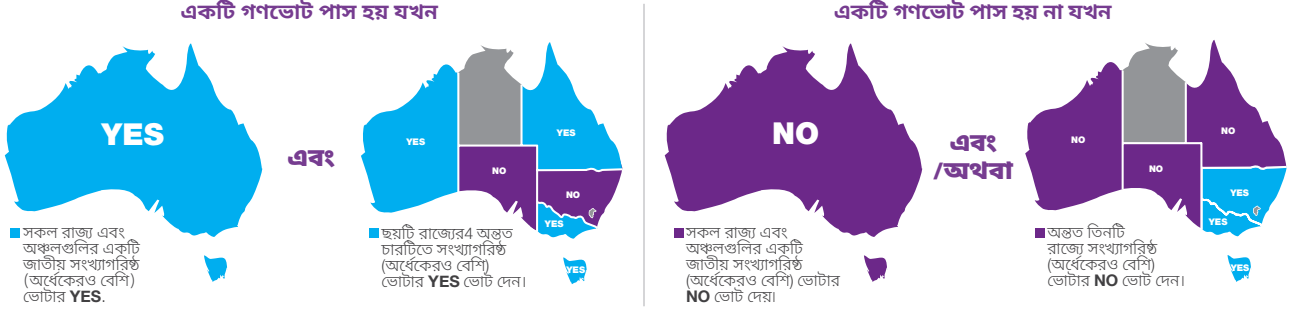 একটি গণভোট পাস হয় যখন
YES
■ সকল রাজ্য এবং
অঞ্চলগুলির একটি
জাতীয় সংখ্যাগরিষ্ঠ
(অর্ধেকেরও বেশি)
ভোটার YES.
এবং
YES
YES
NO
NO
YES
YES
■ ছয়টি রাজ্যের4 অন্তত
চারটিতে সংখ্যাগরিষ্ঠ
(অর্ধেকেরও বেশি)
ভোটার YES ভোট দেন।
একটি গণভোট পাস হয় না যখন
NO
■ সকল রাজ্য এবং
অঞ্চলগুলির একটি
জাতীয় সংখ্যাগরিষ্ঠ
(অর্ধেকেরও বেশি) ভোটার
NO ভোট দেয়।
এবং
/অথবা
NO
NO
NO
YES
YES
YES
■ অন্তত তিনটি
রাজ্যে সংখ্যাগরিষ্ঠ
(অর্ধেকেরও বেশি)
ভোটার NO ভোট দেন।